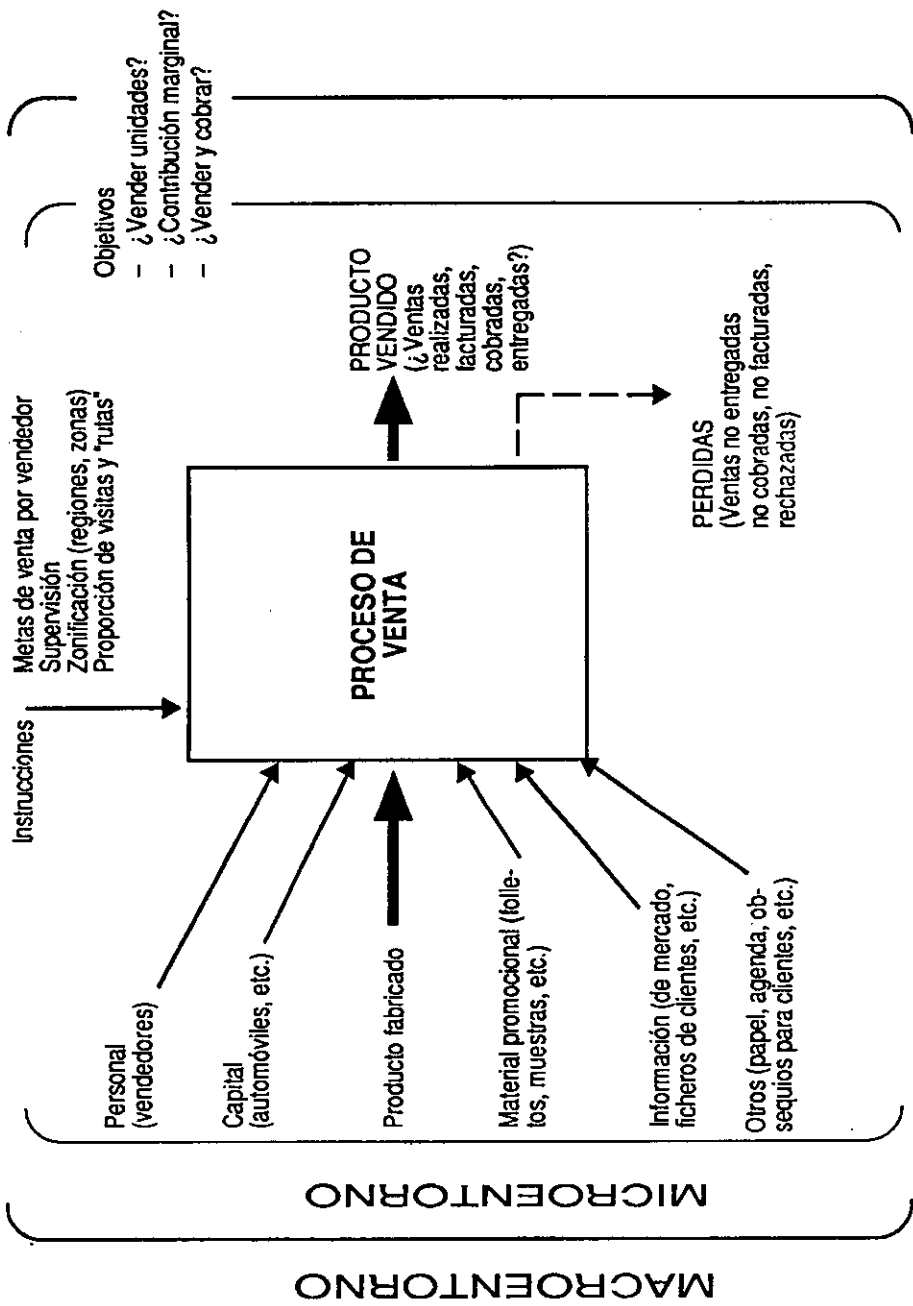 MACROENTORNO
MICROENTORNO
Instrucciones
Metas de venta por vendedor
Supervisión
Zonificación (regiones, zonas)
Proporción de visitas y "rutas"
Personal
(vendedores)
Capital
(automóviles, etc.)
Producto fabricado
Material promocional (folle-
tos, muestras, etc.)
Información (de mercado,
ficheros de clientes, etc.)
Otros (papel, agenda, ob-
sequios para clientes, etc.)
PROCESO DE
VENTA
PRODUCTO
VENDIDO
(¿Ventas
realizadas,
facturadas,
cobradas,
entregadas?)
PERDIDAS
(Ventas no entregadas
no cobradas, no facturadas,
rechazadas)
Objetivos
– ¿Vender unidades?
– ¿Contribución marginal?
– ¿Vender y cobrar?